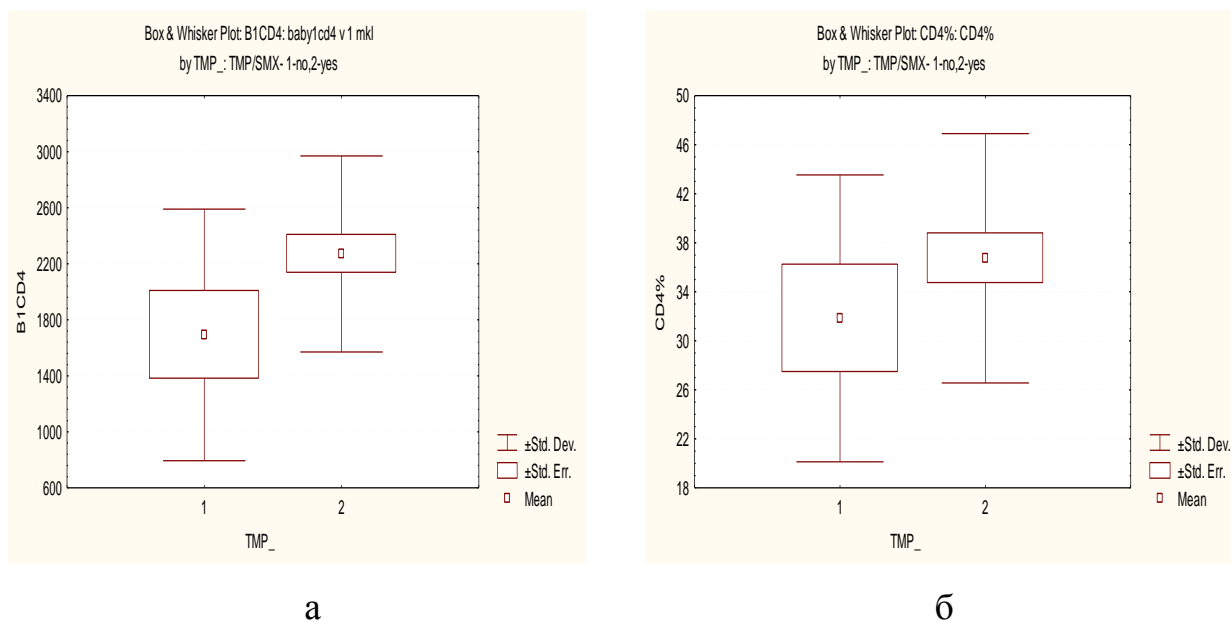 Box & Whisker Plot: B1CD4: baby1cd4 v 1 mkl
by TMP_: TMP/SMX- 1-no,2-yes
3400
3000
2600
2200
1800
1400
1000
600
B1CD4
1
2
TMP_
±Std. Dev.
±Std. Err.
Mean
а
Box & Whisker Plot: CD4%: CD4%
by TMP_: TMP/SMX- 1-no,2-yes
50
46
42
38
34
30
26
22
18
CD4%
1
2
TMP_
±Std. Dev.
±Std. Err.
Mean
б